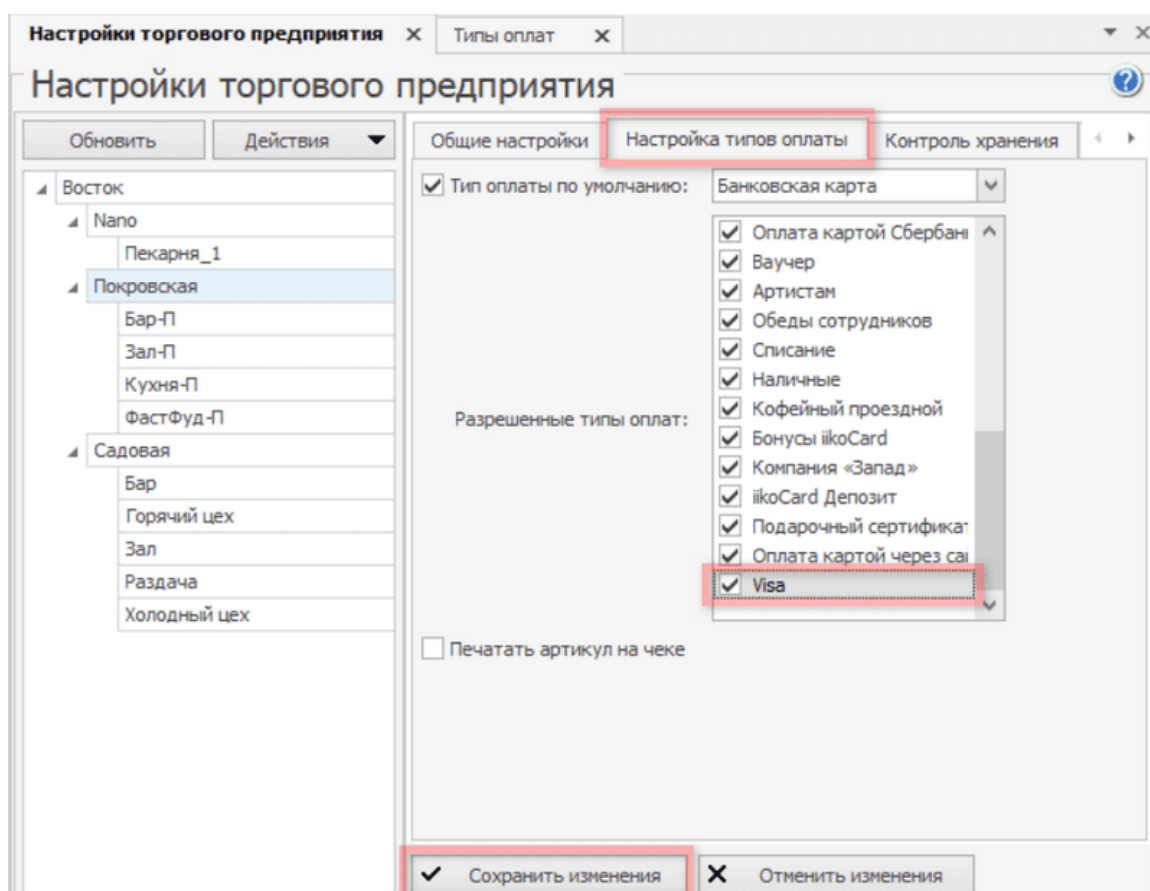 Настройки торгового предприятия
Типы оплат
Настройки торгового предприятия
Обновить
Действия
Общие настройки
Настройка типов оплаты
Контроль хранения
Восток
Nano
Пекарня_1
Покровская
Бар-П
Зал-П
Кухня-П
ФастФуд-П
Садовая
Бар
Горячий цех
Зал
Раздача
Холодный цех
Тип оплаты по умолчанию:
Банковская карта
Разрешенные типы оплат:
Оплата картой Сбербан
Ваучер
Артистам
Обеды сотрудников
Списание
Наличные
Кофейный проездной
Бонусы iikoCard
Компания «Запад»
iikoCard Депозит
Подарочный сертификат
Оплата картой через са
Visa
Печатать артикул на чеке
Сохранить изменения
Отменить изменения